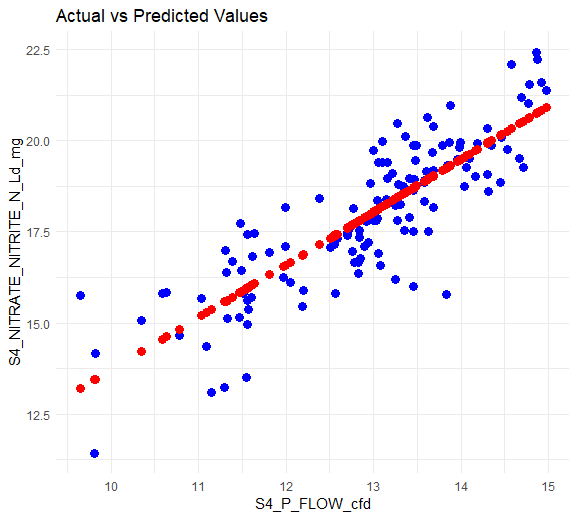 Actual vs Predicted Values
S4_NITRATE_NITRITE_N_Ld_mg
22.5
20.0
17.5
15.0
12.5
10 11 12 13 14 15
S4_P_FLOW_cfd